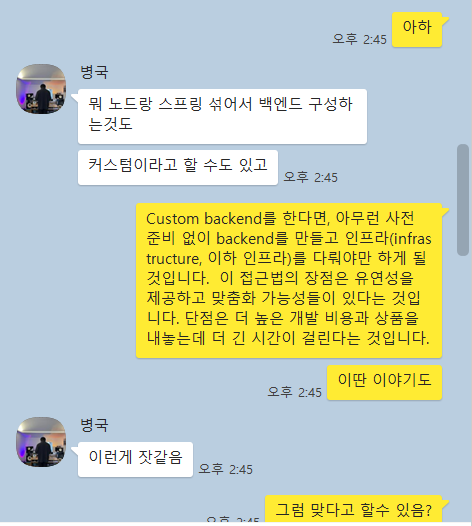 아하
오후 2:45
병국
뭐 노드랑 스프링 섞어서 백엔드 구성하
는것도
커스텀이라고 할 수도 있고
오후 2:45
Custom backend를 한다면, 아무런 사전
준비 없이 backend를 만들고 인프라(infras
tructure, 이하 인프라)를 다뤄야만 하게 될
것입니다.  이 접근법의 장점은 유연성을
제공하고 맞춤화 가능성들이 있다는 것입니
다. 단점은 더 높은 개발 비용과 상품을
내놓는데 더 긴 시간이 걸린다는 것입니다.
이딴 이야기도
오후 2:45
병국
이런게 잣같음
오후 2:45
그럼 맞다고 할수 있음?
오후 2:45